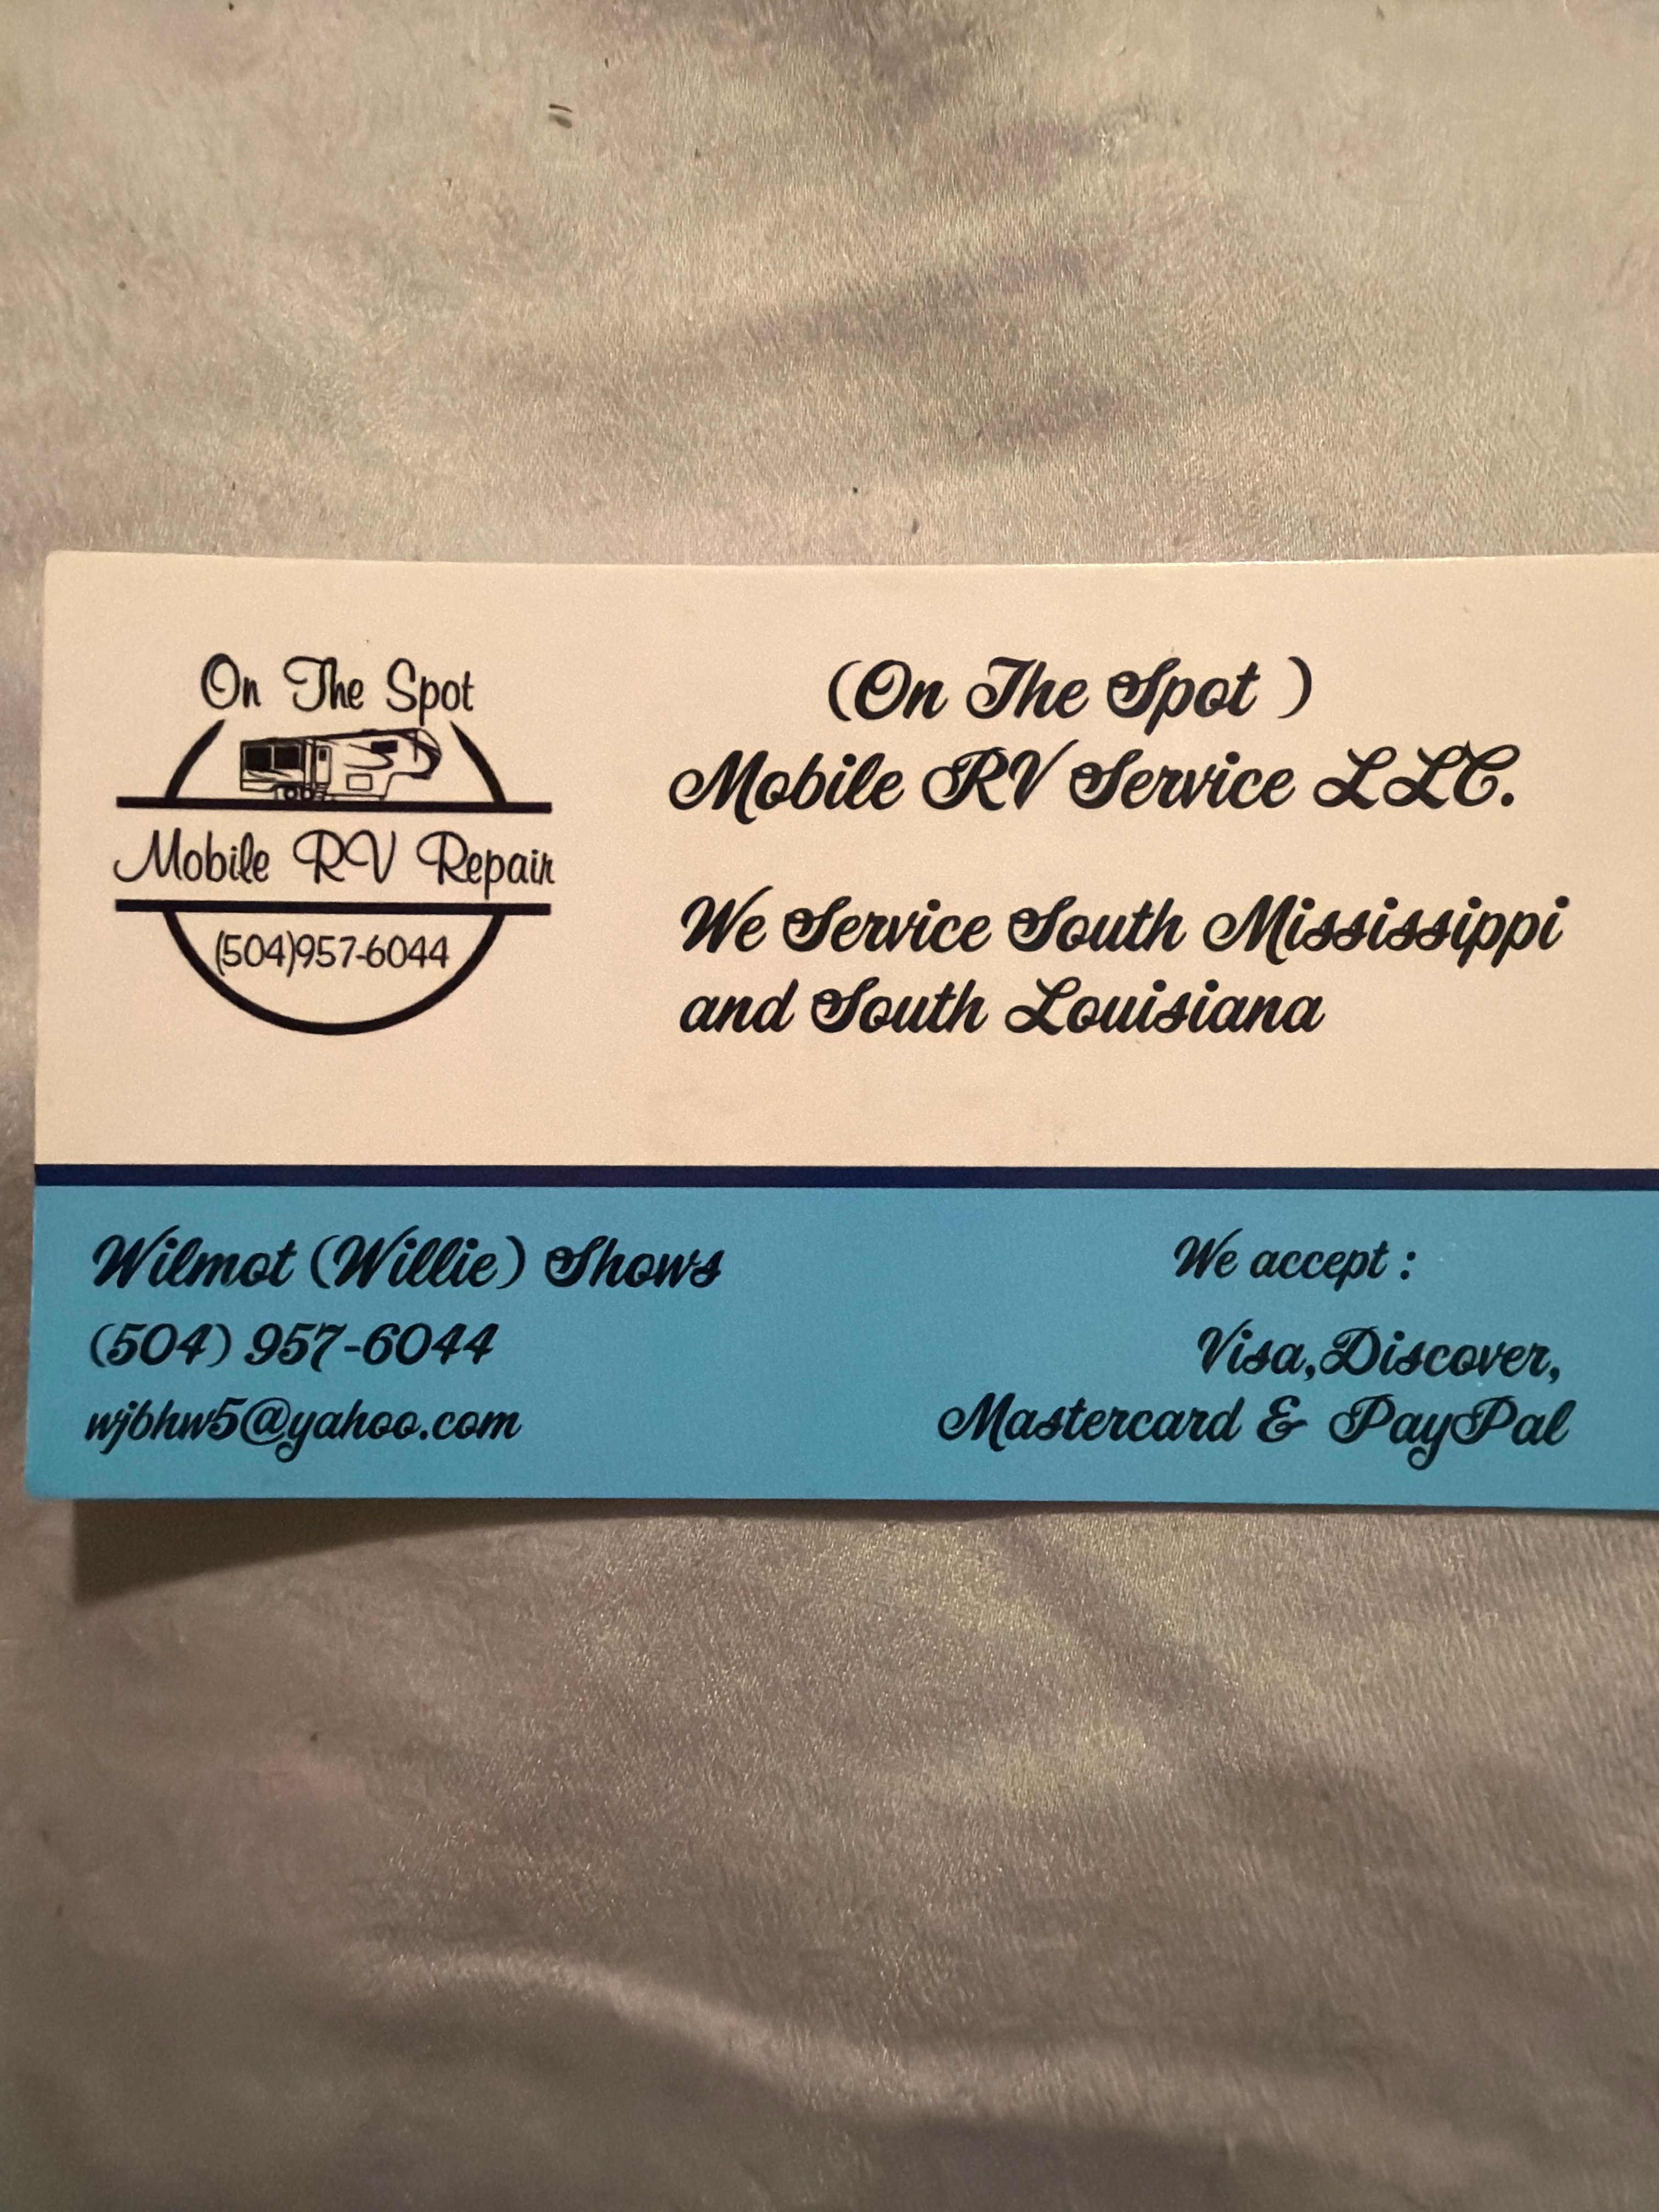 On The Spot
Mobile RV Repair
(504)957-6044
(On The Spot )
Mobile RV Service LLC.
We Service South Mississippi
and South Louisiana
Wilmot (Willie) Shows
(504) 957-6044
wjbhw5@yahoo.com
We accept :
Visa,Discover,
Mastercard & PayPal